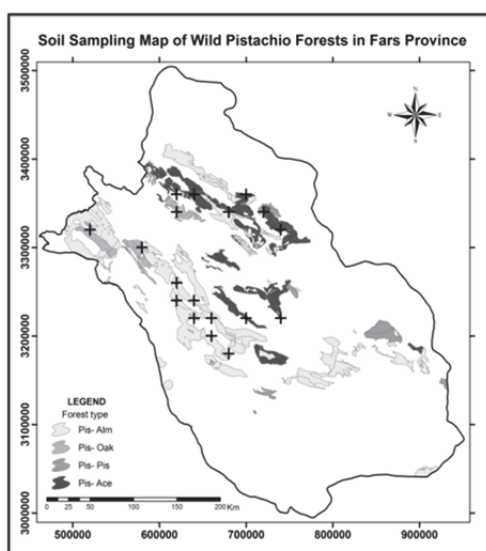 Soil Sampling Map of Wild Pistachio Forests in Fars Province
N
W E
S
3500000
3400000
3300000
3200000
3100000
3000000
LEGEND
Forest type
Pis- Alm
Pis- Oak
Pis- Pis
Pis- Ace
0 25 50 100 150 200
Km
500000 600000 700000 800000 900000